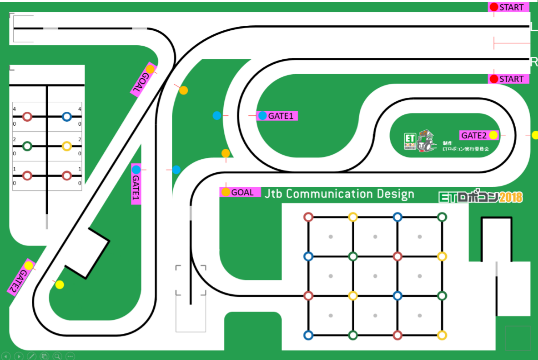 START
L
R
START
GOAL
GATE1
ET
GATE2
GATE1
GOAL
Jtb Communication Design
ETロボコン2018
GATE2